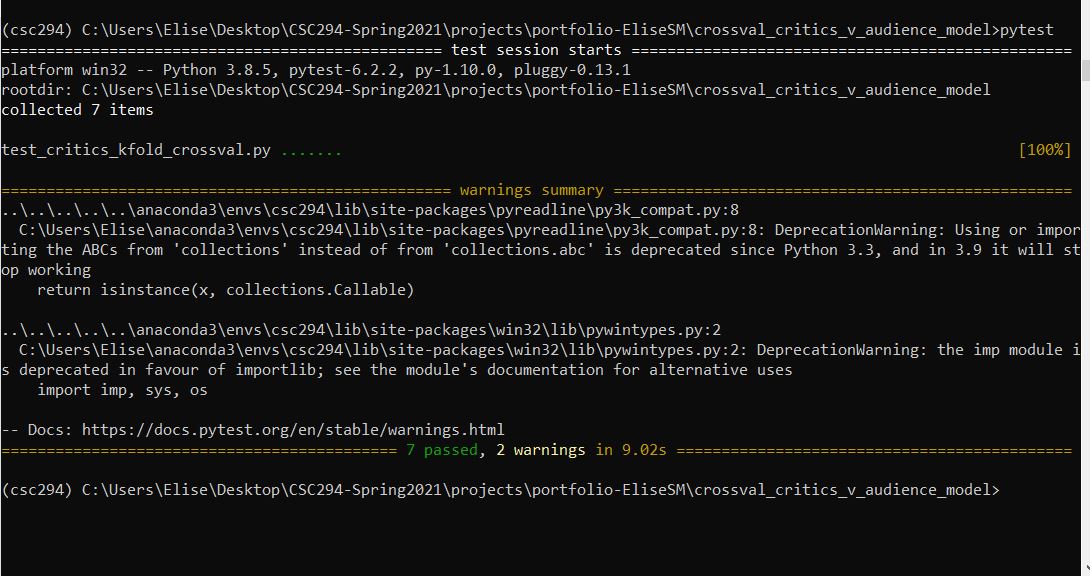 (csc294) C:\Users\Elise\Desktop\CSC294-Spring2021\projects\portfolio-EliseSM\crossval_critics_v_audience_model>pytest
================================================= test session starts =================================================
platform win32 -- Python 3.8.5, pytest-6.2.2, py-1.10.0, pluggy-0.13.1
rootdir: C:\Users\Elise\Desktop\CSC294-Spring2021\projects\portfolio-EliseSM\crossval_critics_v_audience_model
collected 7 items
test_critics_kfold_crossval.py ....... [100%]
================================================== warnings summary ===================================================
..\..\..\..\..\anaconda3\envs\csc294\lib\site-packages\pyreadline\py3k_compat.py:8
C:\Users\Elise\anaconda3\envs\csc294\lib\site-packages\pyreadline\py3k_compat.py:8: DeprecationWarning: Using or impor
ting the ABCs from 'collections' instead of from 'collections.abc' is deprecated since Python 3.3, and in 3.9 it will st
op working
return isinstance(x, collections.Callable)
..\..\..\..\..\anaconda3\envs\csc294\lib\site-packages\win32\lib\pywintypes.py:2
C:\Users\Elise\anaconda3\envs\csc294\lib\site-packages\win32\lib\pywintypes.py:2: DeprecationWarning: the imp module i
s deprecated in favour of importlib; see the module's documentation for alternative uses
import imp, sys, os
-- Docs: https://docs.pytest.org/en/stable/warnings.html
============================================ 7 passed, 2 warnings in 9.02s ============================================
(csc294) C:\Users\Elise\Desktop\CSC294-Spring2021\projects\portfolio-EliseSM\crossval_critics_v_audience_model>